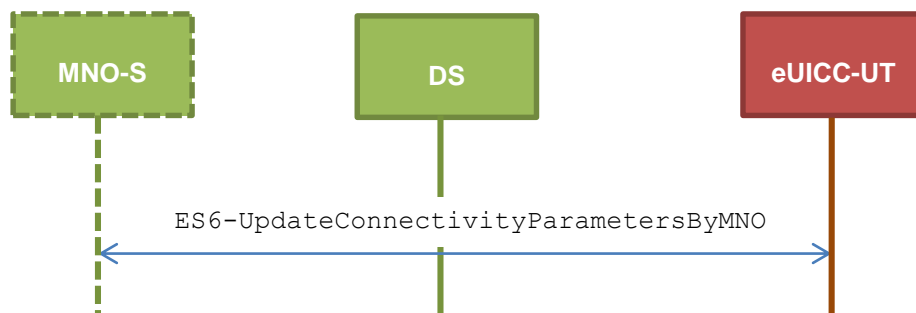 MNO-S
DS
eUICC-UT
ES6-UpdateConnectivityParametersByMNO